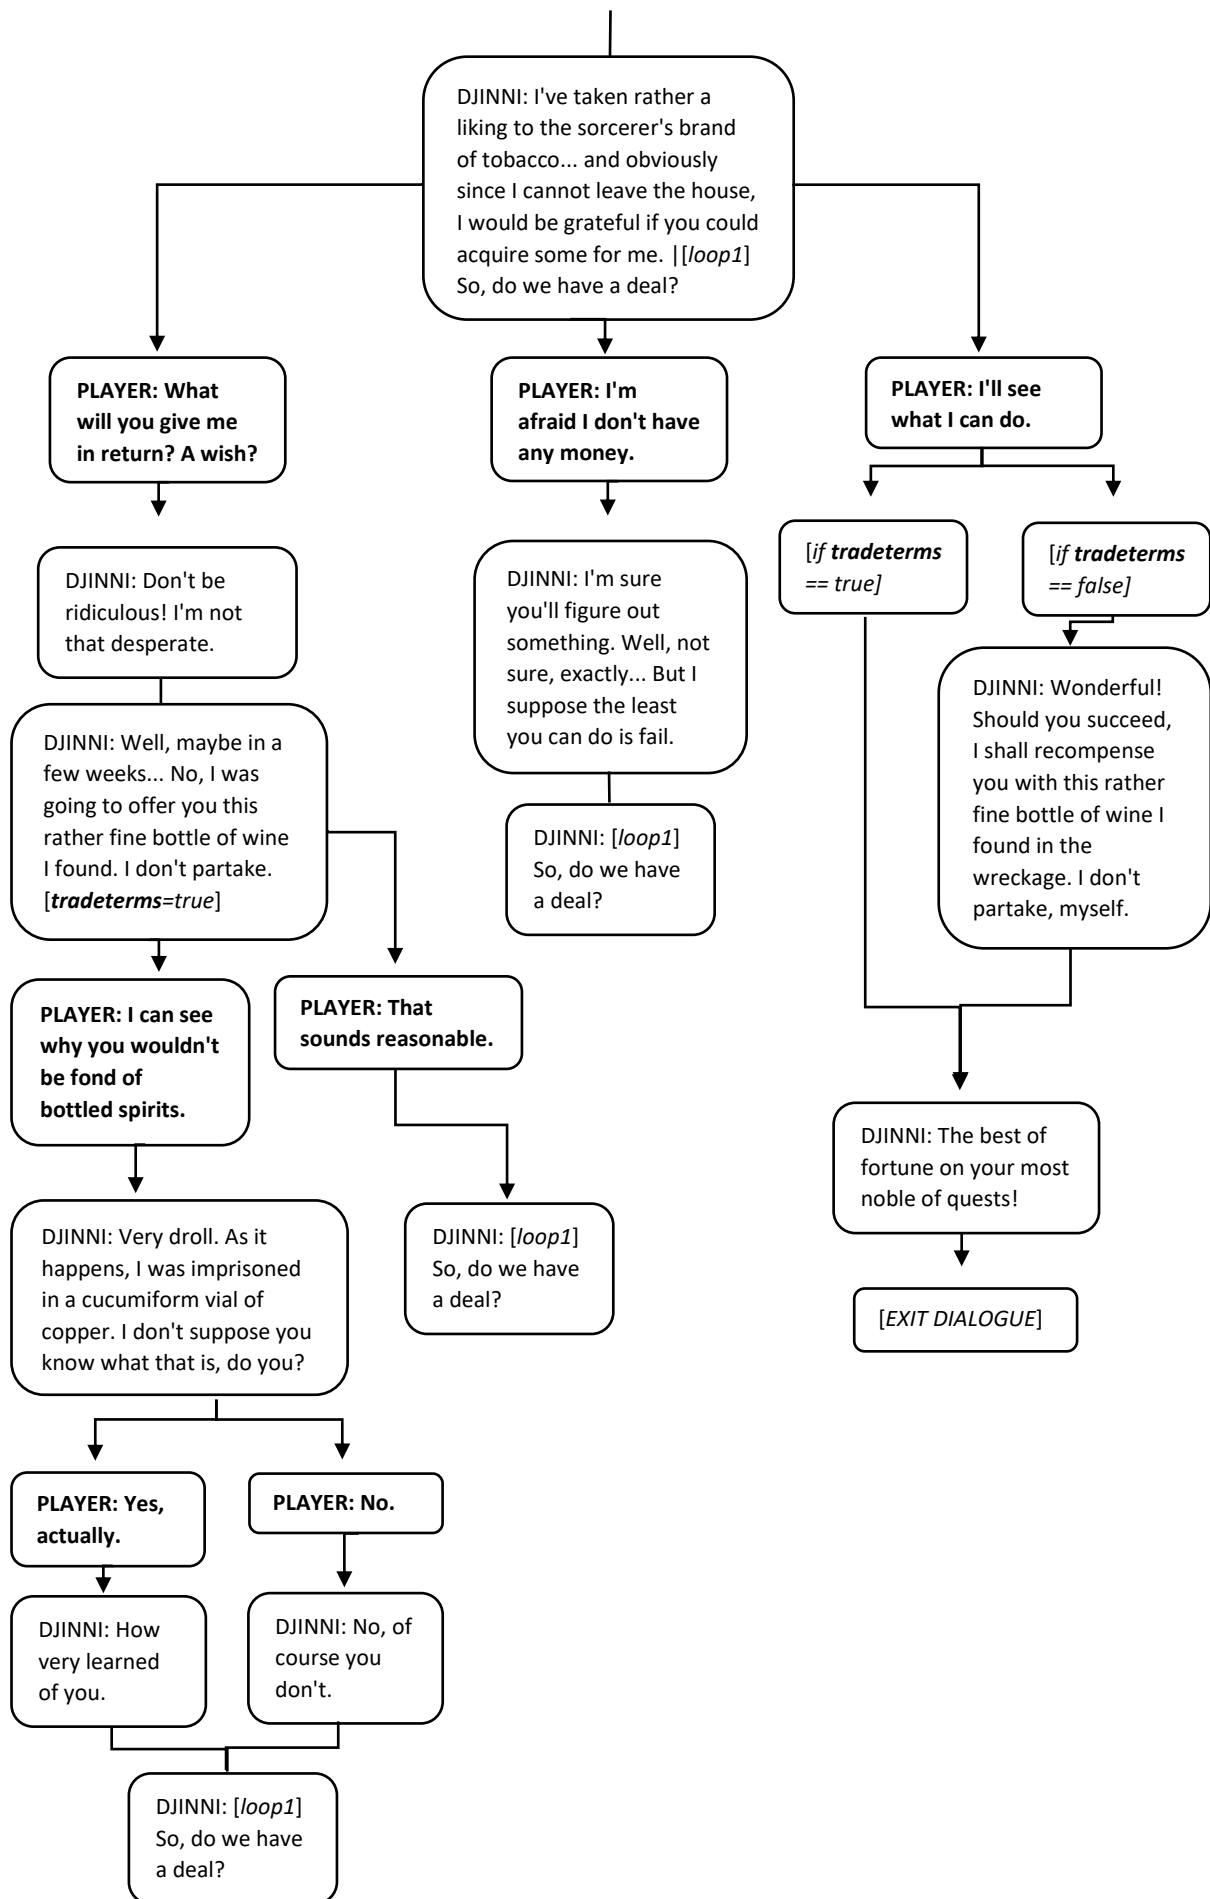 DJINNI: I've taken rather a
liking to the sorcerer's brand
of tobacco... and obviously
since I cannot leave the house,
I would be grateful if you could
acquire some for me. |[loop1]
So, do we have a deal?
PLAYER: What
will you give me
in return? A wish?
PLAYER: I'm
afraid I don't have
any money.
PLAYER: I'll see
what I can do.
DJINNI: Don't be
ridiculous! I'm not
that desperate.
DJINNI: I'm sure
you'll figure out
something. Well, not
sure, exactly... But I
suppose the least
you can do is fail.
[if tradeterms
== true]
[if tradeterms
== false]
DJINNI: Well, maybe in a
few weeks... No, I was
going to offer you this
rather fine bottle of wine
I found. I don't partake.
[tradeterms=true]
DJINNI: [loop1]
So, do we have
a deal?
DJINNI: Wonderful!
Should you succeed,
I shall recompense
you with this rather
fine bottle of wine I
found in the
wreckage. I don't
partake, myself.
PLAYER: I can see
why you wouldn't
be fond of
bottled spirits.
PLAYER: That
sounds reasonable.
DJINNI: The best of
fortune on your most
noble of quests!
DJINNI: Very droll. As it
happens, I was imprisoned
in a cucumiform vial of
copper. I don't suppose you
know what that is, do you?
DJINNI: [loop1]
So, do we have
a deal?
[EXIT DIALOGUE]
PLAYER: Yes,
actually.
PLAYER: No.
DJINNI: How
very learned
of you.
DJINNI: No, of
course you
don't.
DJINNI: [loop1]
So, do we have
a deal?